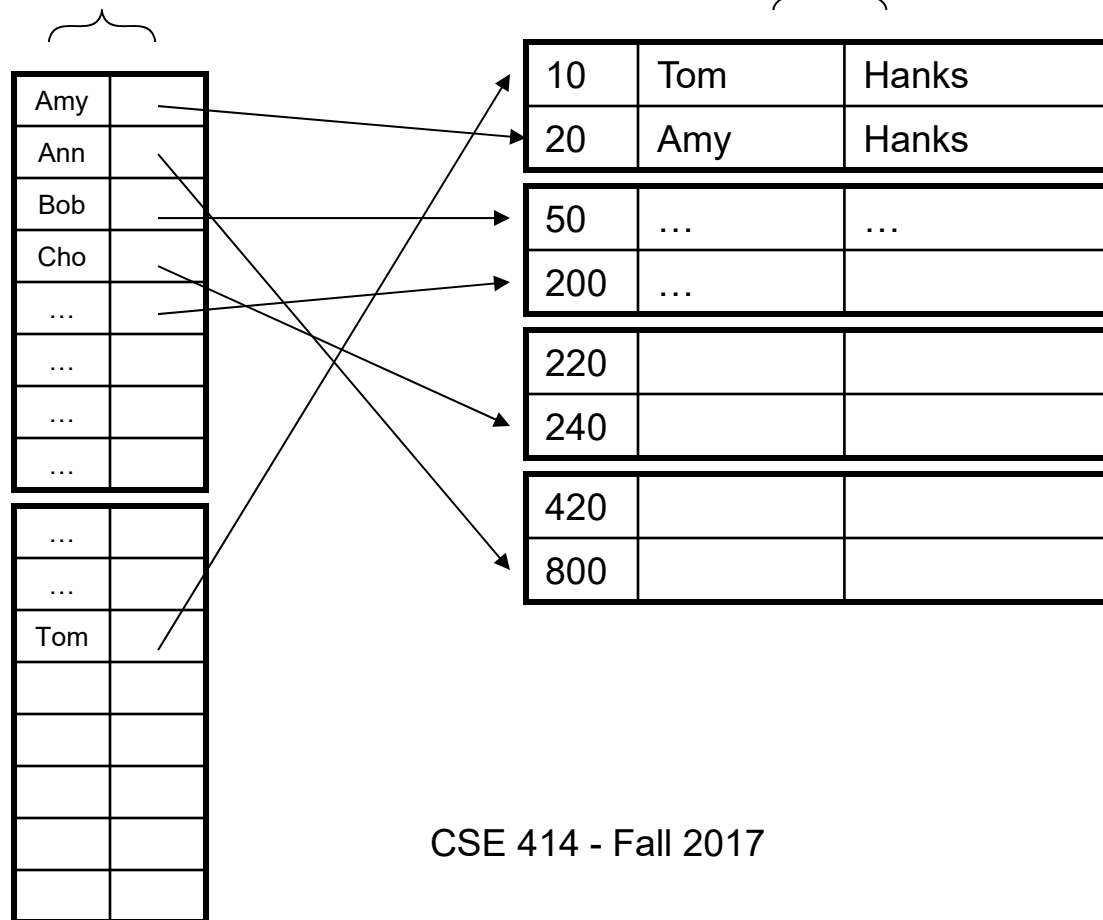 Amy
Ann
Bob
Cho
…
…
…
…
…
…
Tom
10 Tom Hanks
20 Amy Hanks
50 … …
200 …
220
240
420
800
CSE 414 - Fall 2017